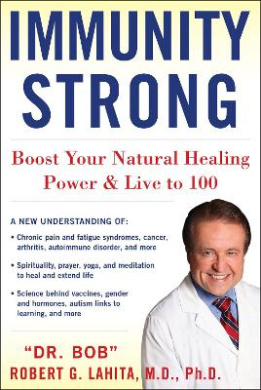 IMMUNITY
STRONG
Boost Your Natural Healing
Power & Live to 100
A NEW UNDERSTANDING OF:
• Chronic pain and fatigue syndromes, cancer,
arthritis, autoimmune disorder, and more
• Spirituality, prayer, yoga, and meditation
to heal and extend life
• Science behind vaccines, gender
and hormones, autism links to
learning, and more
"DR. BOB"
ROBERT G. LAHITA, M.D., Ph.D.